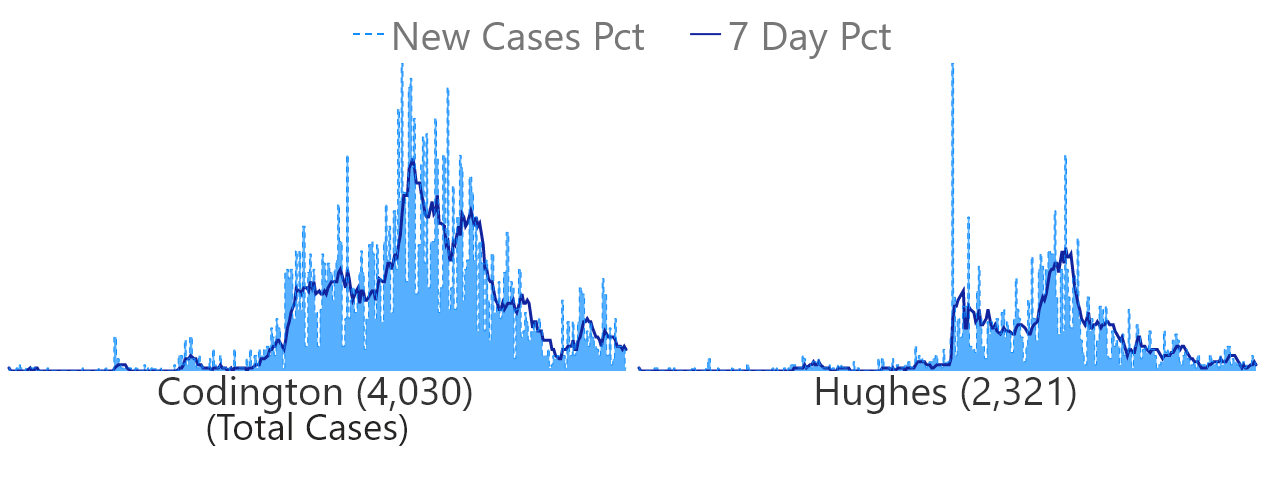 New Cases Pct 7 Day Pct
Codington (4,030)
(Total Cases)
Hughes (2,321)